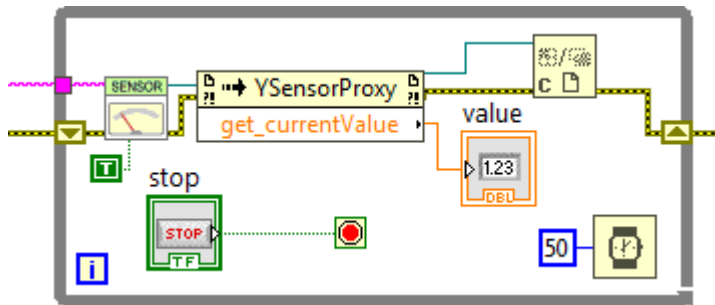 SENSOR
?! YSensorProxy ?!
get_currentValue
C
value
1.23
DBL
T
stop
STOP
TF
50
i